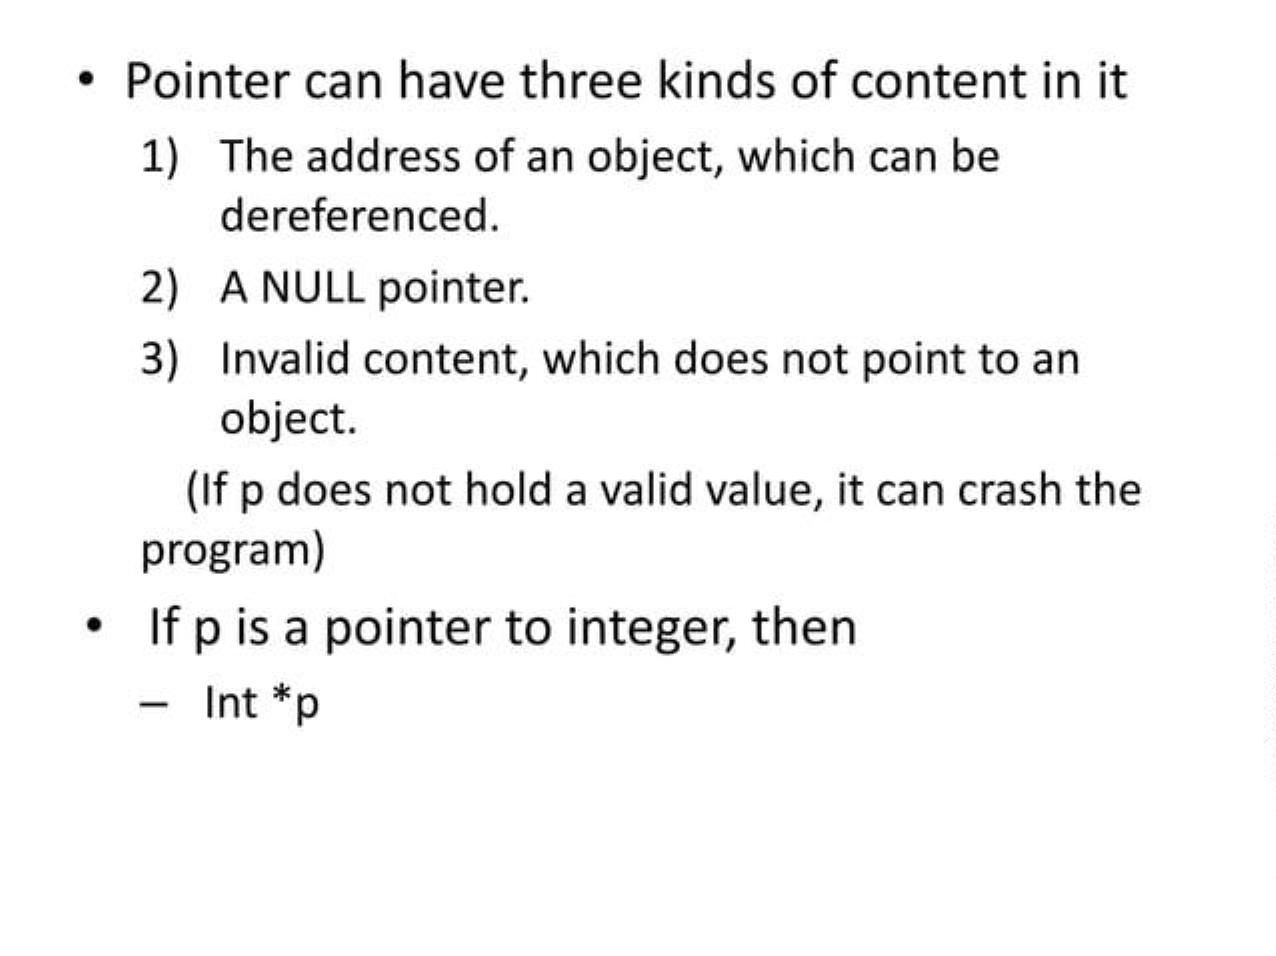 • Pointer can have three kinds of content in it
1) The address of an object, which can be
dereferenced.
2) A NULL pointer.
3) Invalid content, which does not point to an
object.
(If p does not hold a valid value, it can crash the
program)
• If p is a pointer to integer, then
– Int *p